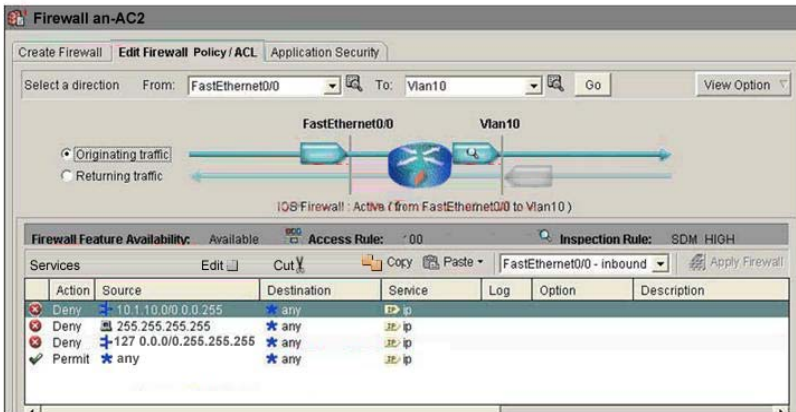 Firewall an-AC2
Create Firewall Edit Firewall Policy / ACL Application Security
Select a direction From: FastEthernet0/0 To: Vlan10 Go View Option
FastEthernet0/0 Vlan10
Originating traffic
Returning traffic
IOS Firewall : Active ( from FastEthernet0/0 to Vlan10 )
Firewall Feature Availability: Available Access Rule: 100 Inspection Rule: SDM_HIGH
Services Edit Cut Copy Paste FastEthernet0/0 - inbound Apply Firewall
Action Source Destination Service Log Option Description
Deny 10.1.10.0/0.0.0.255 any ip
Deny 255.255.255.255 any ip
Deny 127.0.0.0/0.255.255.255 any ip
Permit any any ip